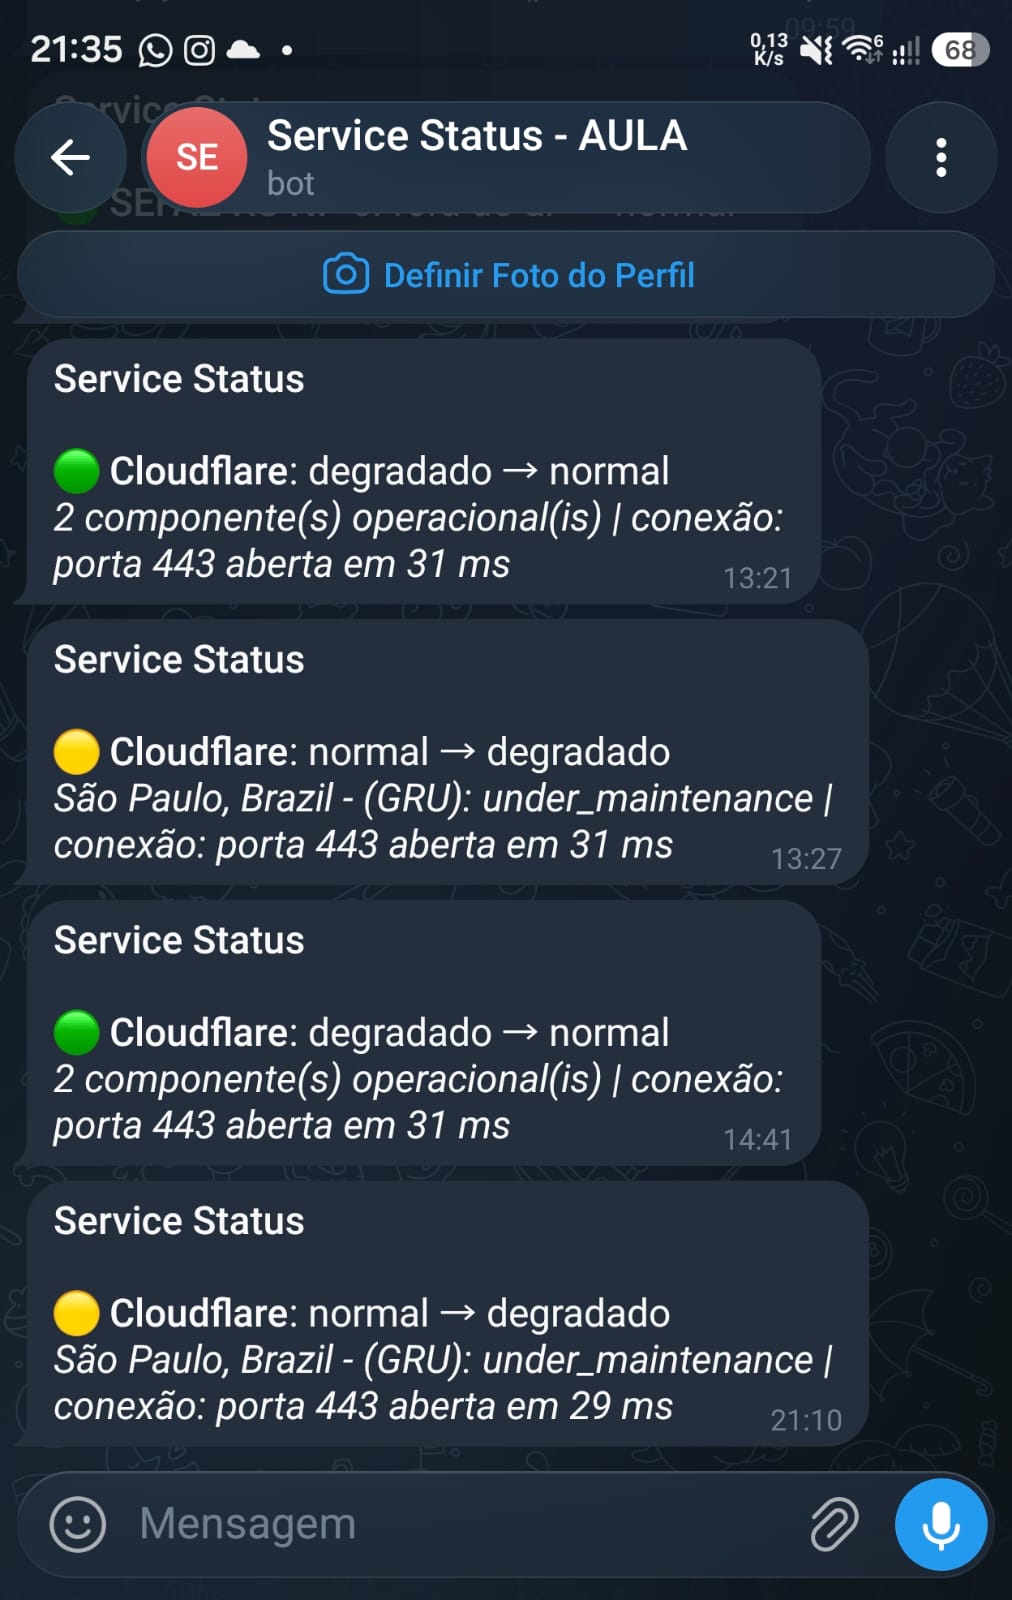 09:59
21:35
0,13
K/s
6
68
Service Status - AULA
SE
bot
Definir Foto do Perfil
Service Status
🟢 Cloudflare: degradado → normal
2 componente(s) operacional(is) | conexão:
porta 443 aberta em 31 ms
13:21
Service Status
🟡 Cloudflare: normal → degradado
São Paulo, Brazil - (GRU): under_maintenance |
conexão: porta 443 aberta em 31 ms
13:27
Service Status
🟢 Cloudflare: degradado → normal
2 componente(s) operacional(is) | conexão:
porta 443 aberta em 31 ms
14:41
Service Status
🟡 Cloudflare: normal → degradado
São Paulo, Brazil - (GRU): under_maintenance |
conexão: porta 443 aberta em 29 ms
21:10
Mensagem